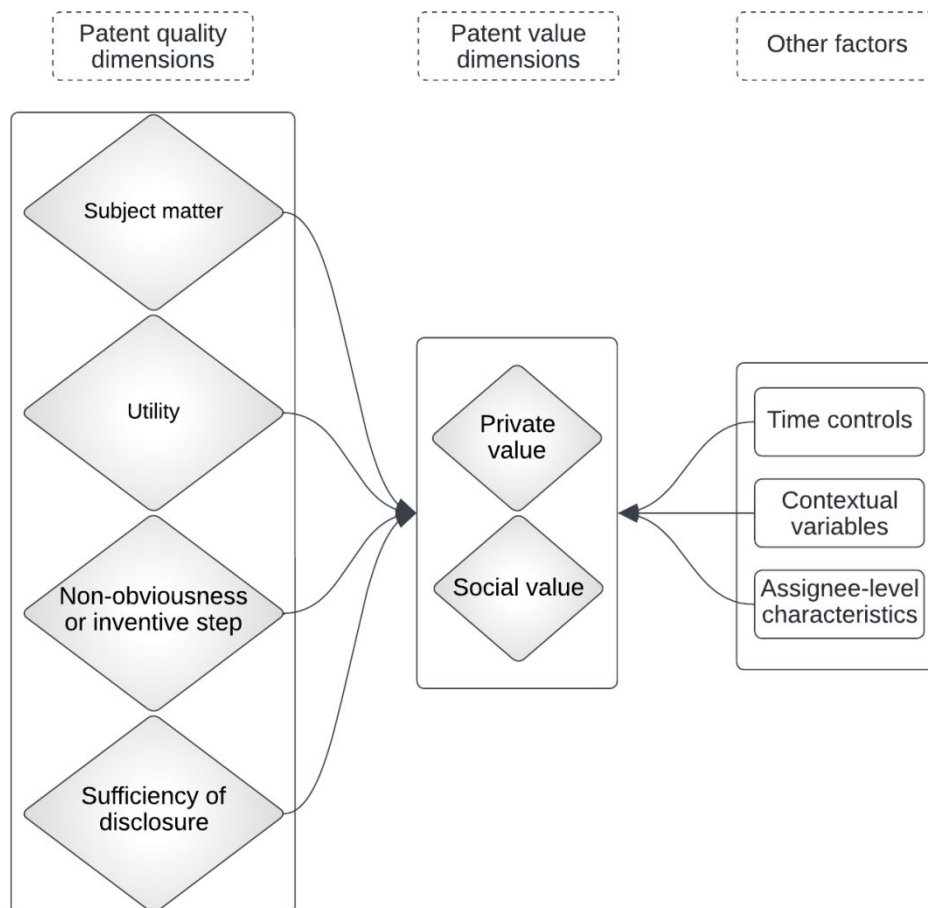 Patent quality
dimensions
Patent value
dimensions
Other factors
Subject matter
Utility
Non-obviousness
or inventive step
Sufficiency of
disclosure
Private
value
Social value
Time controls
Contextual
variables
Assignee-level
characteristics